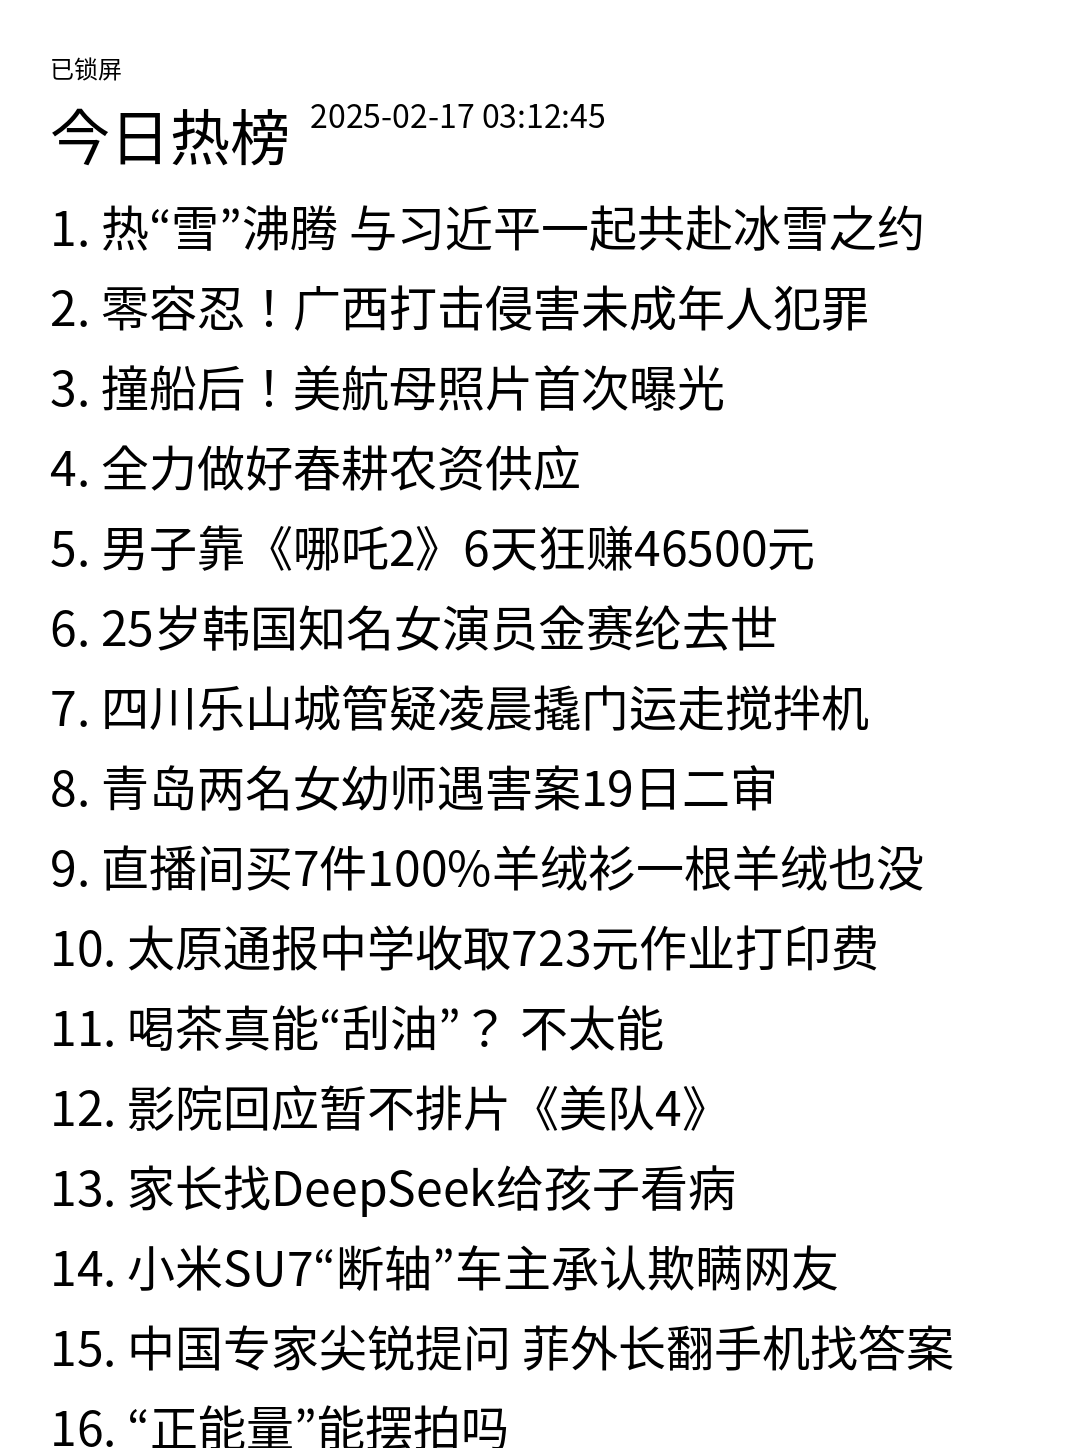 已锁屏
今日热榜 2025-02-17 03:12:45
1. 热“雪”沸腾 与习近平一起共赴冰雪之约
2. 零容忍！广西打击侵害未成年人犯罪
3. 撞船后！美航母照片首次曝光
4. 全力做好春耕农资供应
5. 男子靠《哪吒2》6天狂赚46500元
6. 25岁韩国知名女演员金赛纶去世
7. 四川乐山城管疑凌晨撬门运走搅拌机
8. 青岛两名女幼师遇害案19日二审
9. 直播间买7件100%羊绒衫一根羊绒也没
10. 太原通报中学收取723元作业打印费
11. 喝茶真能“刮油”？ 不太能
12. 影院回应暂不排片《美队4》
13. 家长找DeepSeek给孩子看病
14. 小米SU7“断轴”车主承认欺瞒网友
15. 中国专家尖锐提问 菲外长翻手机找答案
16. “正能量”能摆拍吗